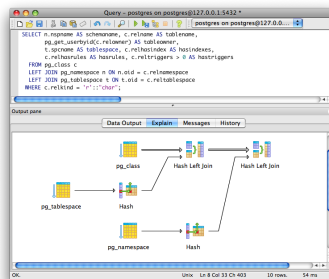 Query - postgres on postgres@127.0.0.1:5432 *
postgres on postgres@127.0.0....
SELECT n.nspname AS schemaname, c.relname AS tablename,
pg_get_userbyid(c.relowner) AS tableowner,
t.spcname AS tablespace, c.relhasindex AS hasindexes,
c.relhasrules AS hasrules, c.reltriggers > 0 AS hastriggers
FROM pg_class c
LEFT JOIN pg_namespace n ON n.oid = c.relnamespace
LEFT JOIN pg_tablespace t ON t.oid = c.reltablespace
WHERE c.relkind = 'r'::"char";
Output pane
Data Output Explain Messages History
pg_class Hash Left Join Hash Left Join
pg_tablespace Hash
pg_namespace Hash
OK. Unix Ln 8 Col 33 Ch 403 10 rows. 54 ms